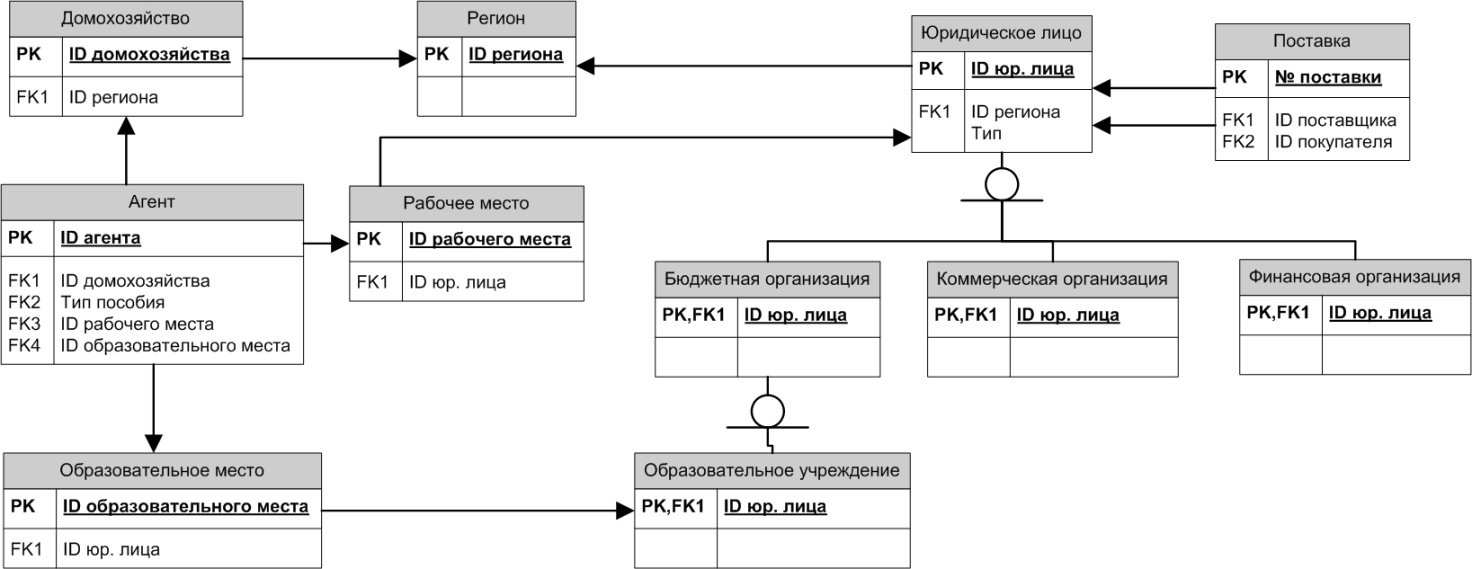 Домохозяйство
PK ID домохозяйства
FK1 ID региона
Регион
PK ID региона
Юридическое лицо
PK ID юр. лица
FK1 ID региона
Тип
Поставка
PK № поставки
FK1 ID поставщика
FK2 ID покупателя
Агент
PK ID агента
FK1 ID домохозяйства
FK2 Тип пособия
FK3 ID рабочего места
FK4 ID образовательного места
Рабочее место
PK ID рабочего места
FK1 ID юр. лица
Бюджетная организация
PK,FK1 ID юр. лица
Коммерческая организация
PK,FK1 ID юр. лица
Финансовая организация
PK,FK1 ID юр. лица
Образовательное место
PK ID образовательного места
FK1 ID юр. лица
Образовательное учреждение
PK,FK1 ID юр. лица